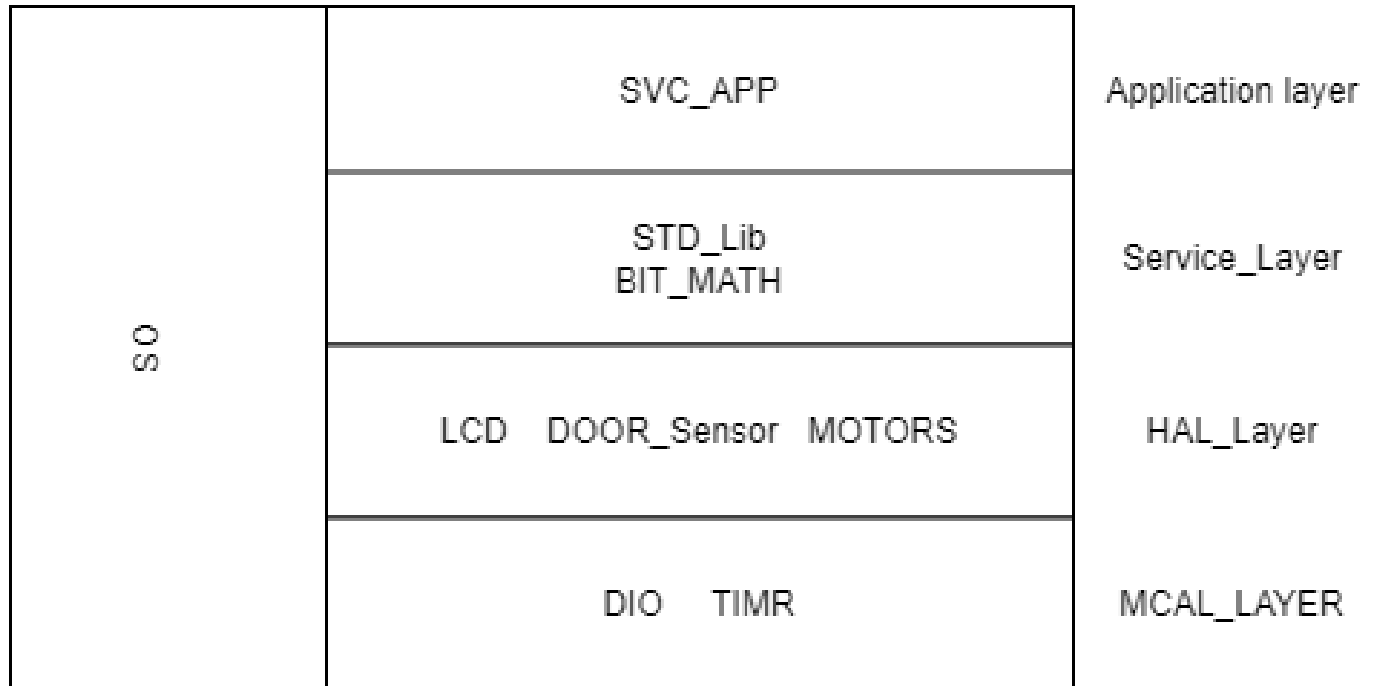 SVC_APP
Application layer
STD_Lib
BIT_MATH
Service_Layer
OS
LCD DOOR_Sensor MOTORS
HAL_Layer
DIO TIMR
MCAL_LAYER